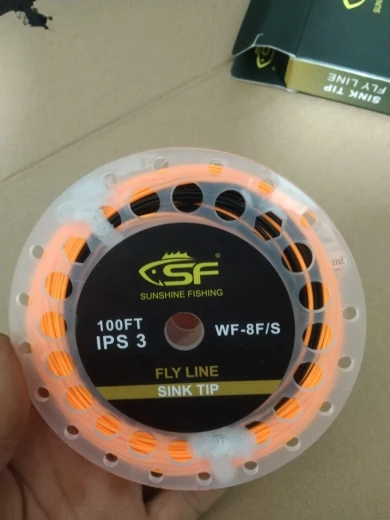 SINK TIP
FLY LINE
SF®
SUNSHINE FISHING
100FT
IPS 3
WF-8F/S
FLY LINE
SINK TIP